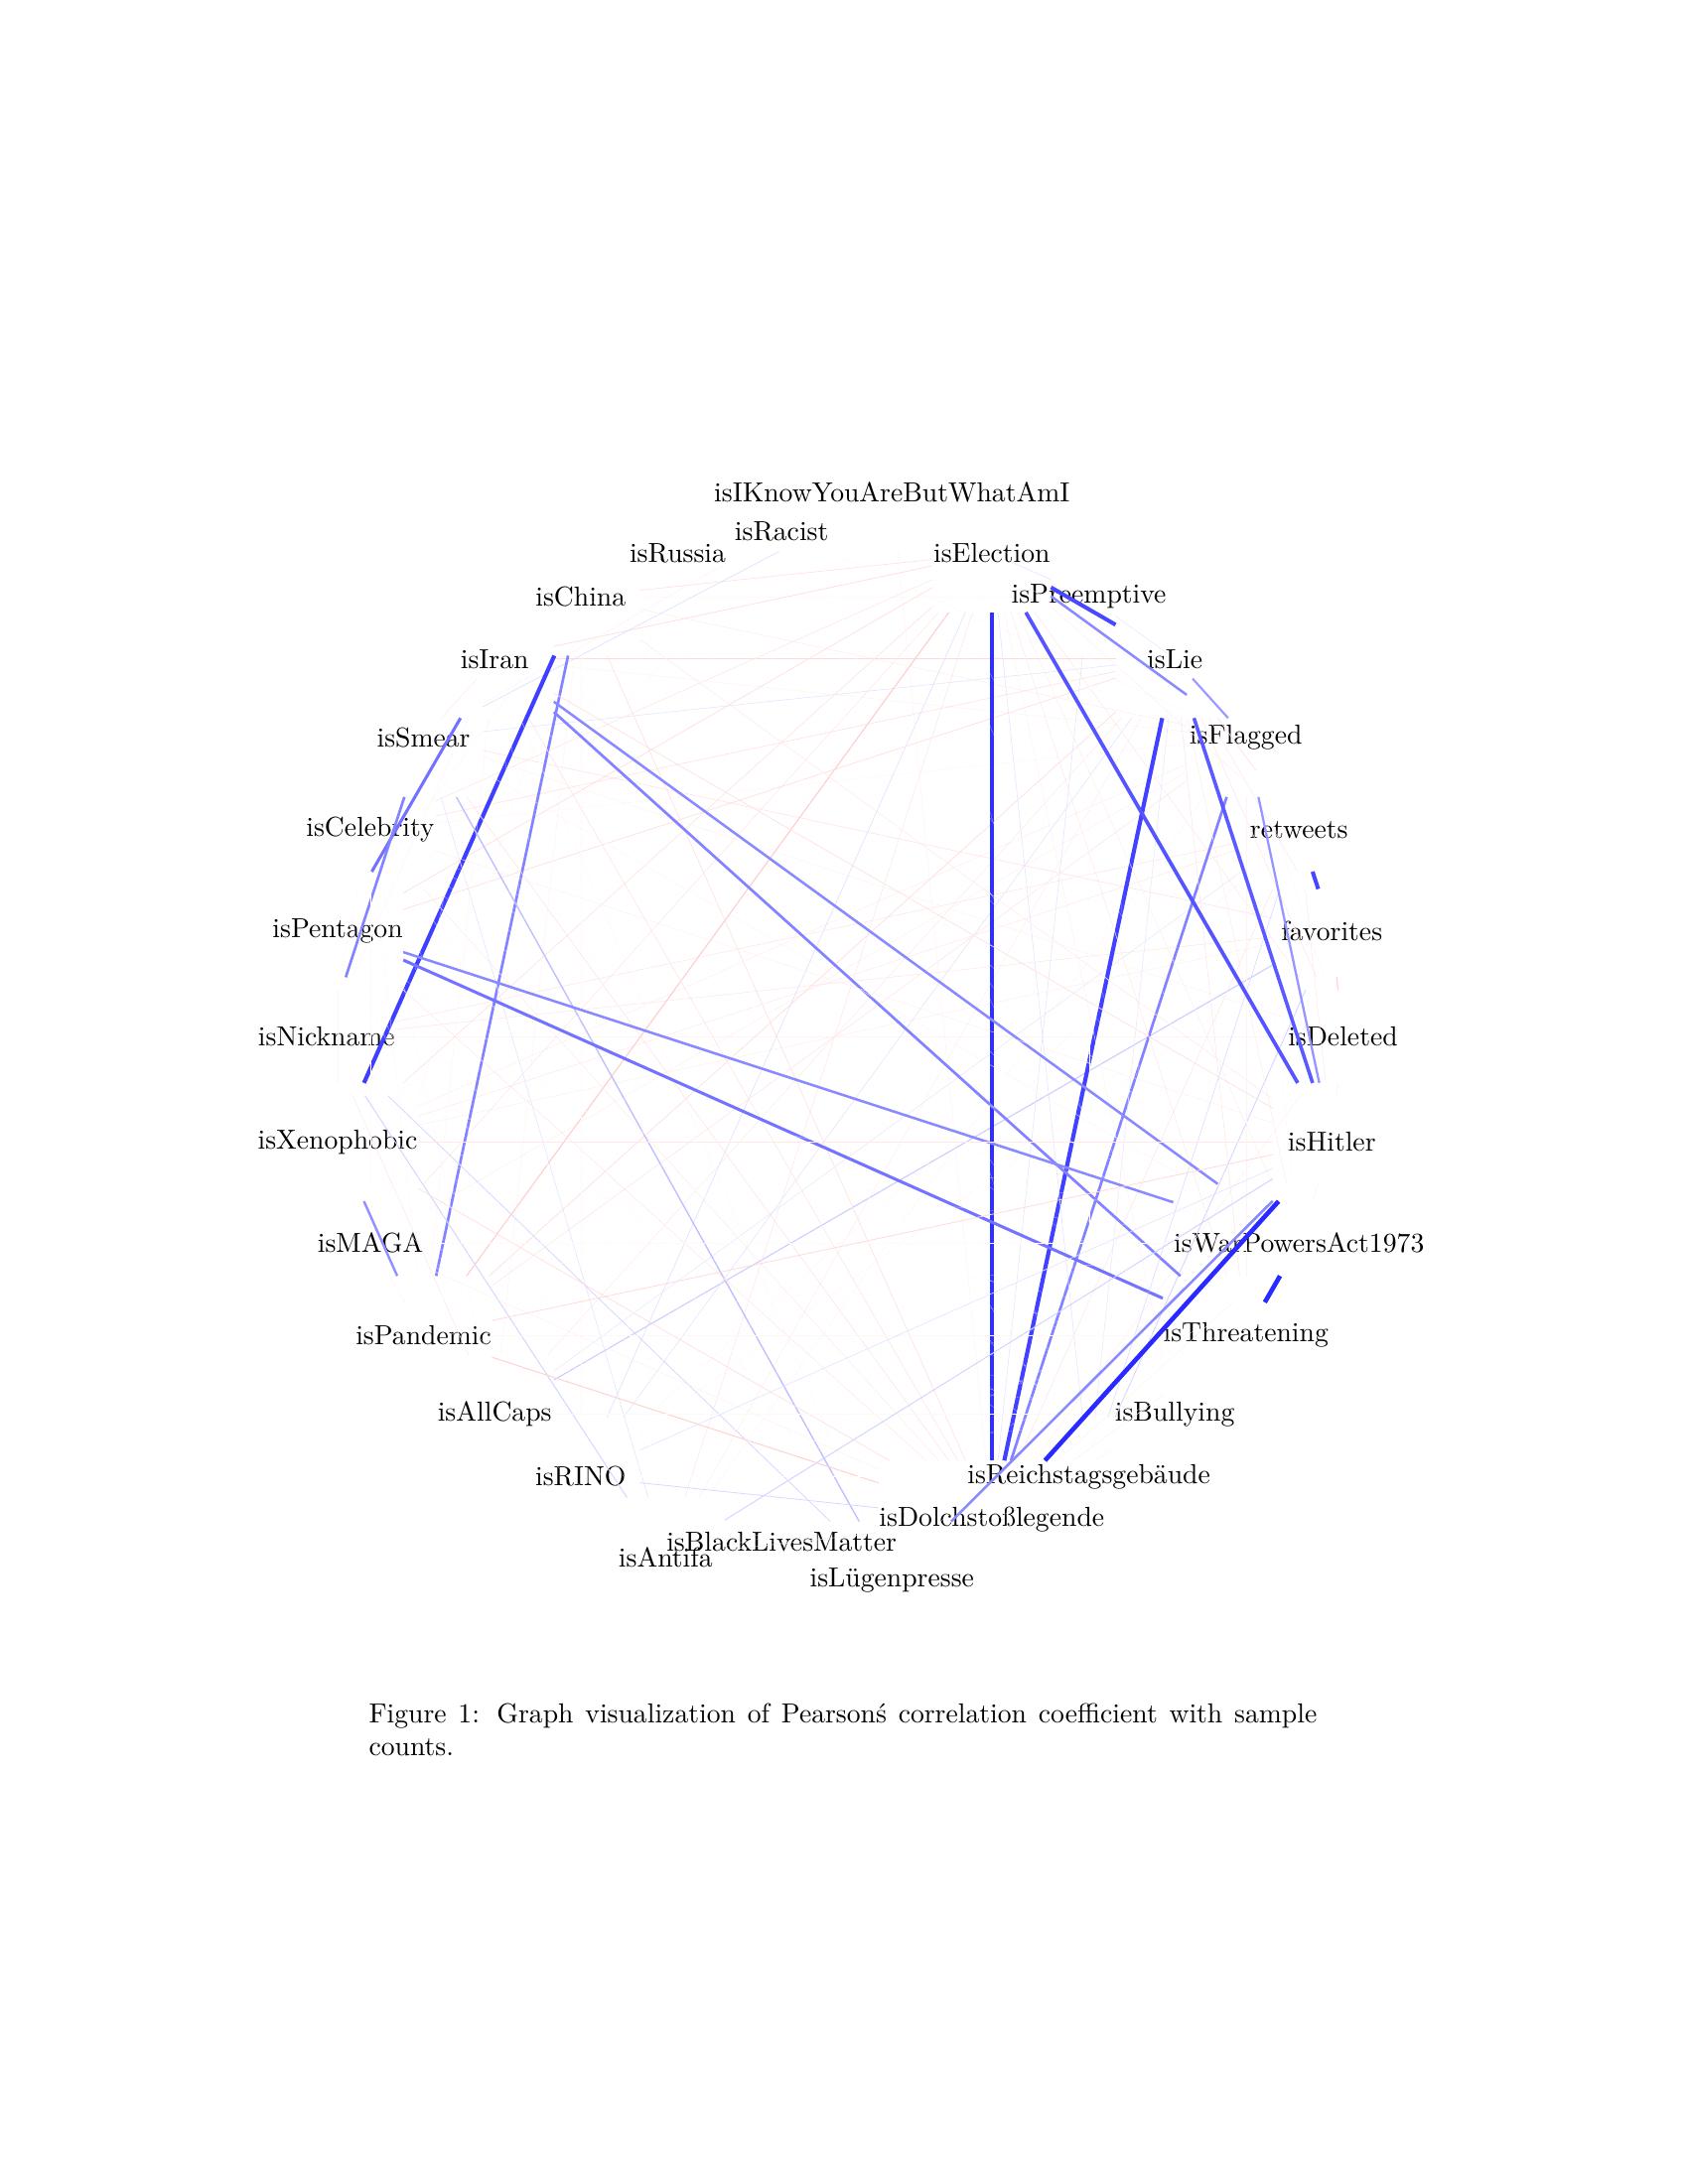 isIKnowYouAreButWhatAmI
isRacist
isRussia
isElection
isChina
isPreemptive
isIran
isLie
isSmear
isFlagged
isCelebrity
retweets
isPentagon
favorites
isNickname
isDeleted
isXenophobic
isHitler
isMAGA
isWarPowersAct1973
isPandemic
isThreatening
isAllCaps
isBullying
isRINO
isReichstagsgebäude
isDolchstoßlegende
isBlackLivesMatter
isAntifa
isLügenpresse
Figure 1: Graph visualization of Pearsonś correlation coefficient with sample
counts.